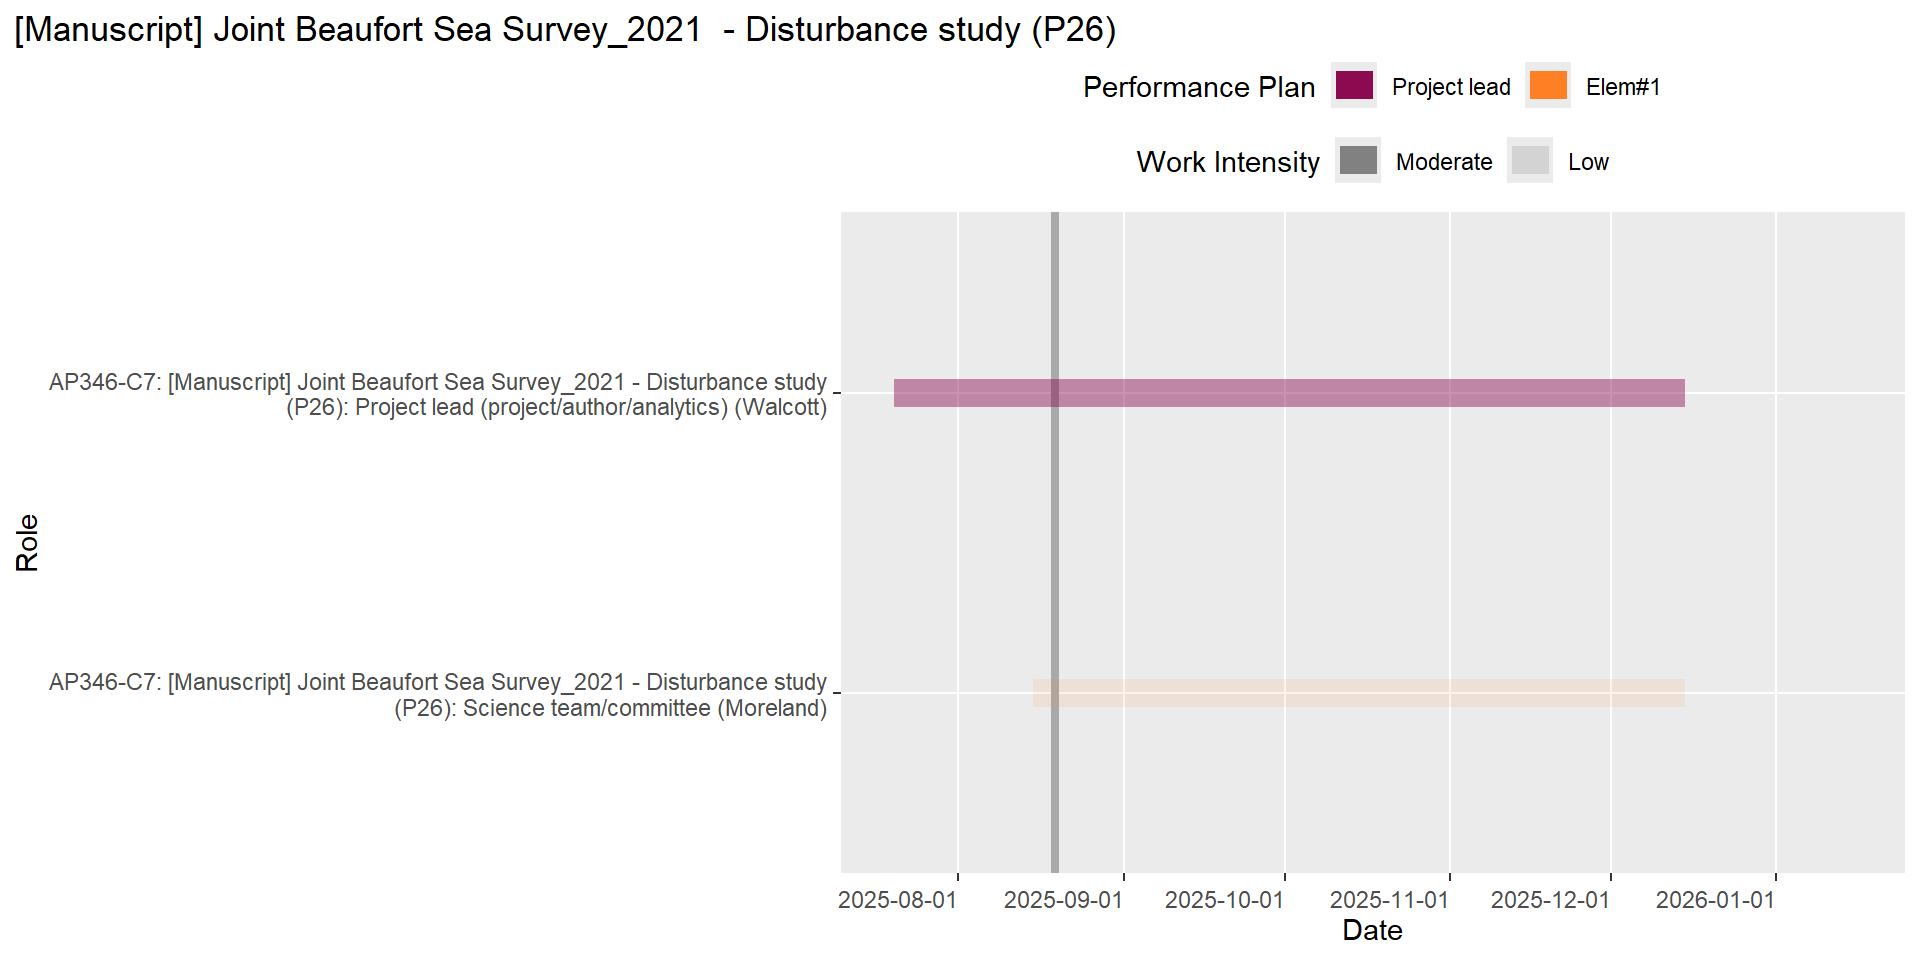 [Manuscript] Joint Beaufort Sea Survey_2021  - Disturbance study (P26)
Performance Plan Project lead Elem#1
Work Intensity Moderate Low
AP346-C7: [Manuscript] Joint Beaufort Sea Survey_2021 - Disturbance study
(P26): Project lead (project/author/analytics) (Walcott)
Role
AP346-C7: [Manuscript] Joint Beaufort Sea Survey_2021 - Disturbance study
(P26): Science team/committee (Moreland)
2025-08-01 2025-09-01 2025-10-01 2025-11-01 2025-12-01 2026-01-01
Date